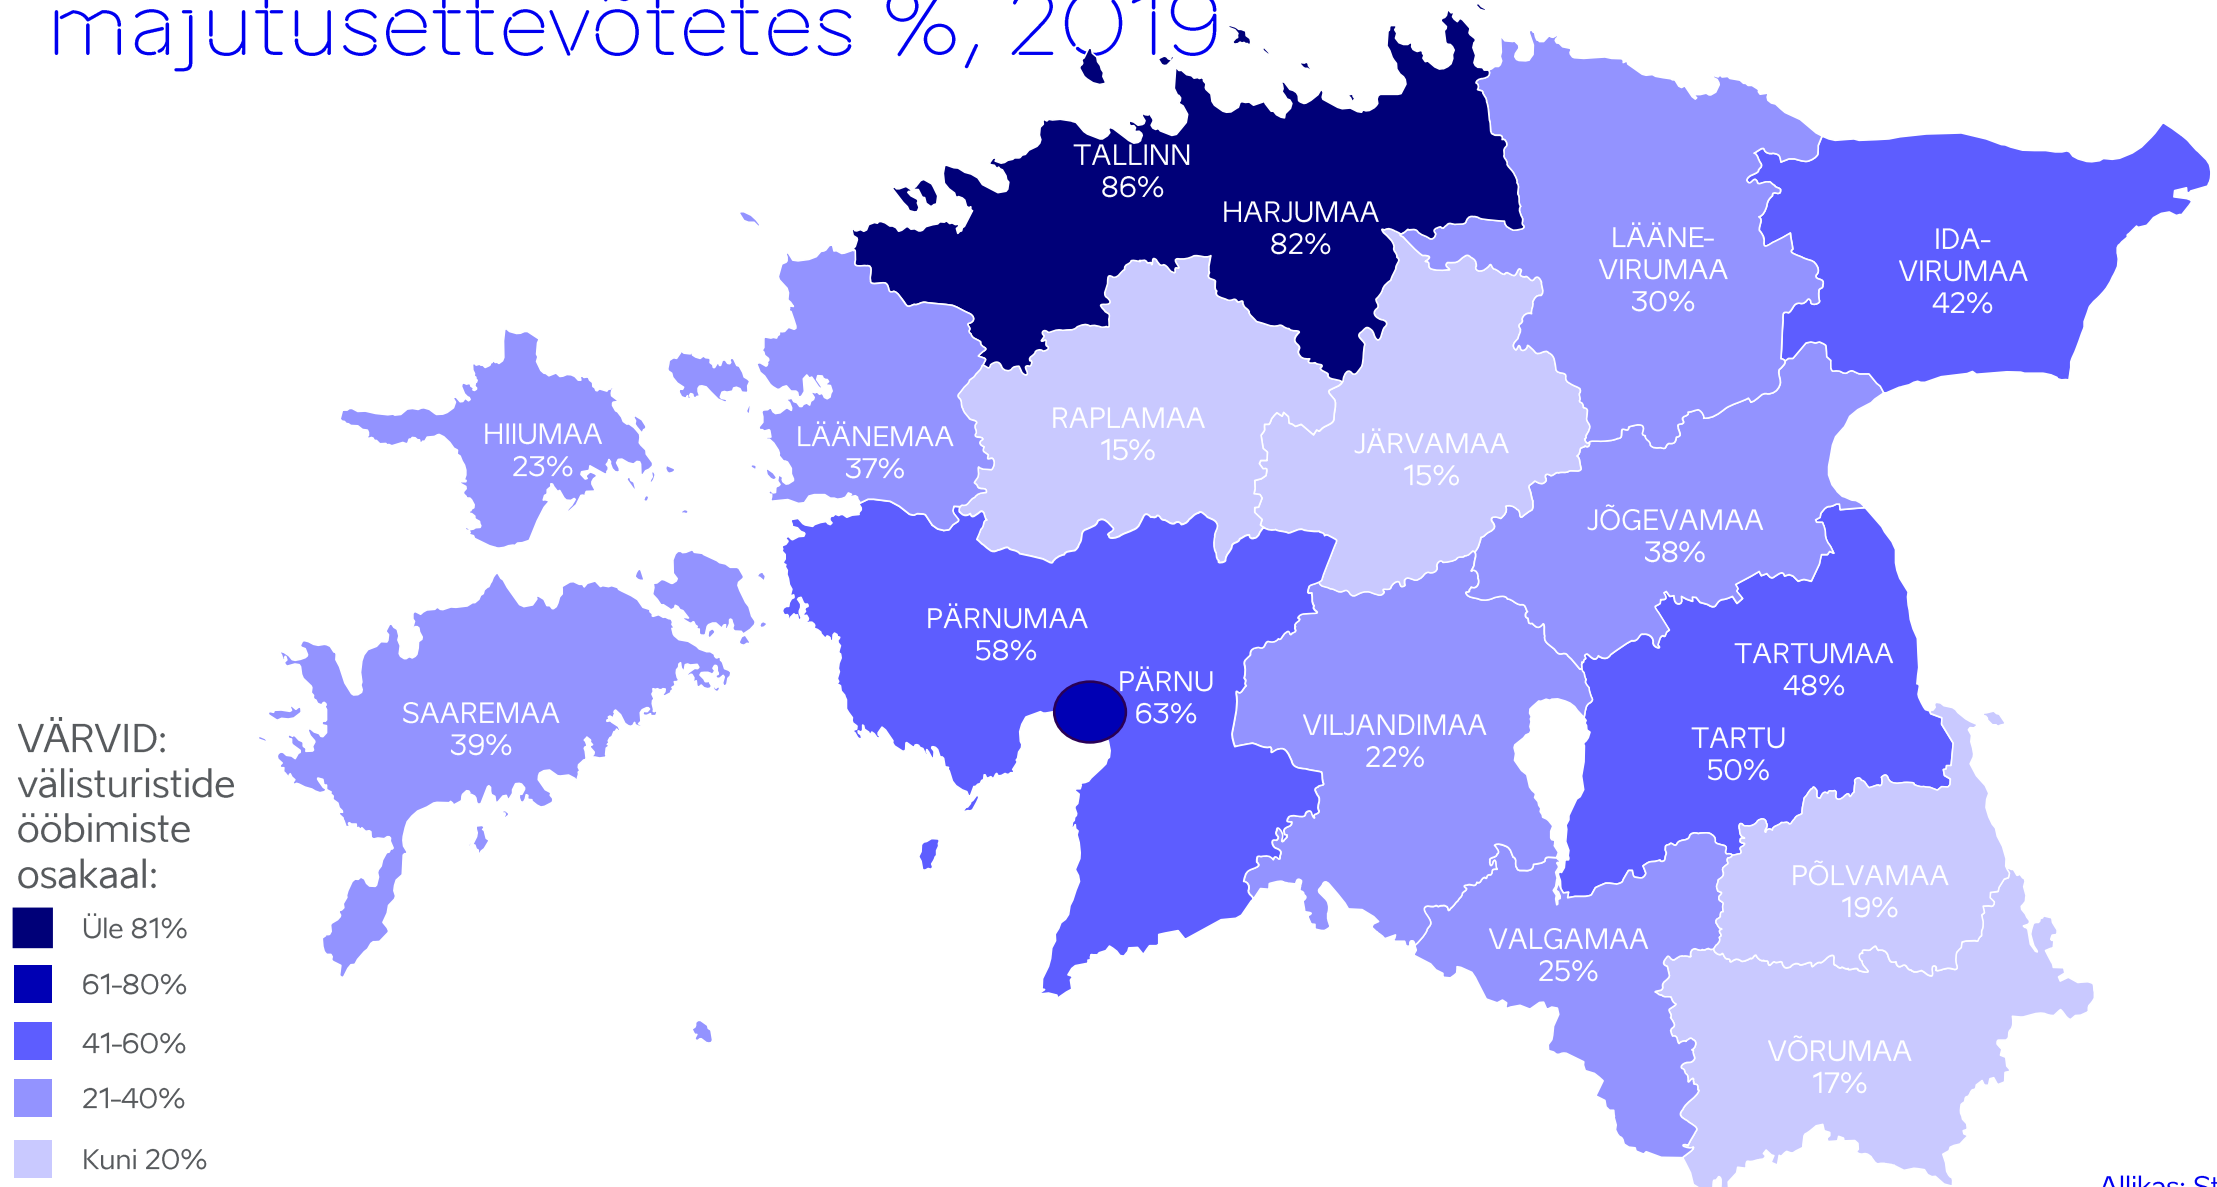 majutusettevõtetes %, 2019
TALLINN
86%
HARJUMAA
82%
LÄÄNE-
VIRUMAA
30%
IDA-
VIRUMAA
42%
HIIUMAA
23%
LÄÄNEMAA
37%
RAPLAMAA
15%
JÄRVAMAA
15%
JÕGEVAMAA
38%
PÄRNUMAA
58%
PÄRNU
63%
TARTUMAA
48%
TARTU
50%
SAAREMAA
39%
VILJANDIMAA
22%
PÕLVAMAA
19%
VALGAMAA
25%
VÕRUMAA
17%
VÄRVID:
välisturistide
ööbimiste
osakaal:
Üle 81%
61-80%
41-60%
21-40%
Kuni 20%
Allikas: